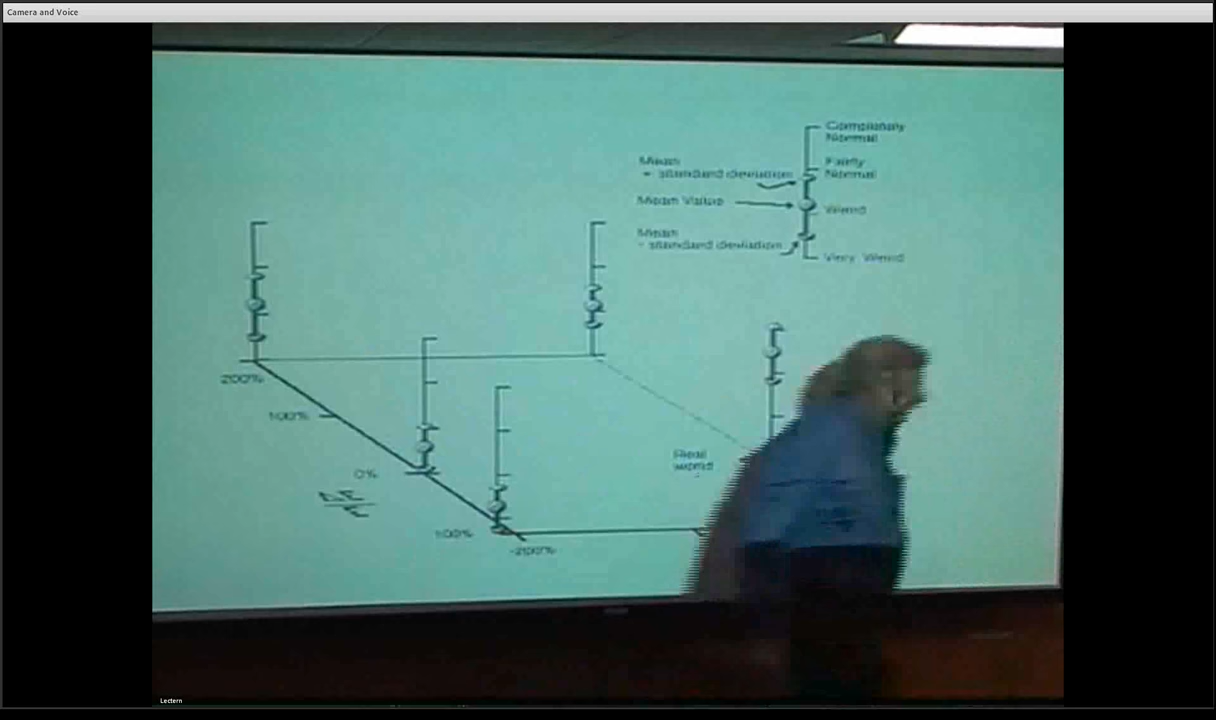 Camera and Voice
Completely
Normal
Mean
+ standard deviation
Fairly
Normal
Mean Value
Weird
Mean
- standard deviation
Very Weird
200%
100%
0%
Real
world
100%
-200%
Lectern